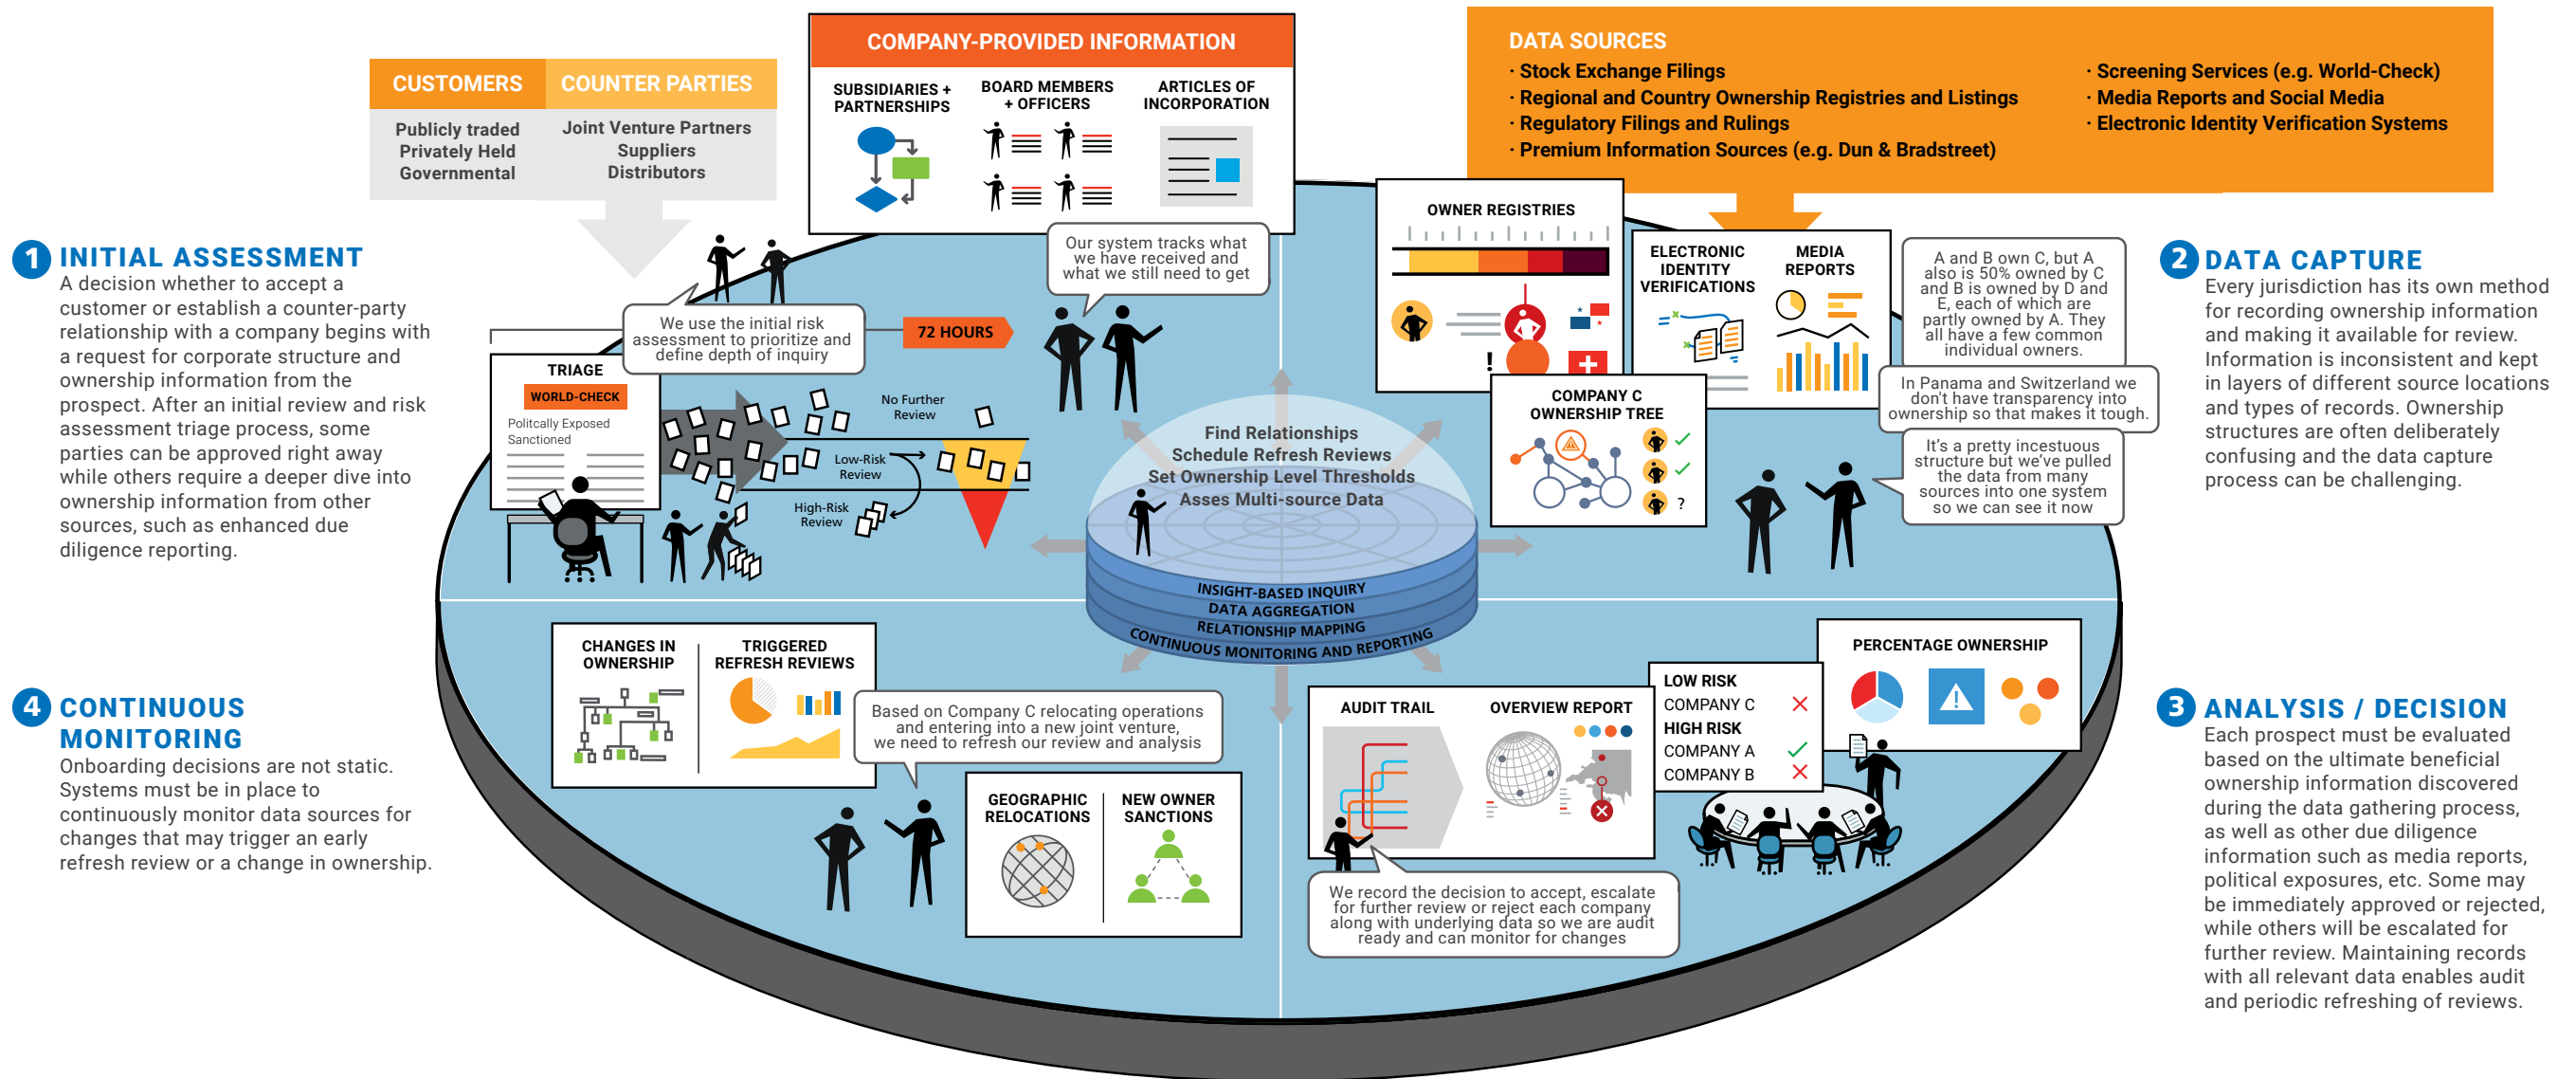 CUSTOMERS
COUNTER PARTIES
Publicly traded
Privately Held
Governmental
Joint Venture Partners
Suppliers
Distributors
COMPANY-PROVIDED INFORMATION
SUBSIDIARIES +
PARTNERSHIPS
BOARD MEMBERS
+ OFFICERS
ARTICLES OF
INCORPORATION
DATA SOURCES
· Stock Exchange Filings
· Regional and Country Ownership Registries and Listings
· Regulatory Filings and Rulings
· Premium Information Sources (e.g. Dun & Bradstreet)
· Screening Services (e.g. World-Check)
· Media Reports and Social Media
· Electronic Identity Verification Systems
1 INITIAL ASSESSMENT
A decision whether to accept a
customer or establish a counter-party
relationship with a company begins with
a request for corporate structure and
ownership information from the
prospect. After an initial review and risk
assessment triage process, some
parties can be approved right away
while others require a deeper dive into
ownership information from other
sources, such as enhanced due
diligence reporting.
We use the initial risk
assessment to prioritize and
define depth of inquiry
72 HOURS
Our system tracks what
we have received and
what we still need to get
TRIAGE
WORLD-CHECK
Politcally Exposed
Sanctioned
No Further
Review
Low-Risk
Review
High-Risk
Review
OWNER REGISTRIES
!
ELECTRONIC
IDENTITY
VERIFICATIONS
MEDIA
REPORTS
COMPANY C
OWNERSHIP TREE
?
A and B own C, but A
also is 50% owned by C
and B is owned by D and
E, each of which are
partly owned by A. They
all have a few common
individual owners.
In Panama and Switzerland we
don't have transparency into
ownership so that makes it tough.
It's a pretty incestuous
structure but we've pulled
the data from many
sources into one system
so we can see it now
2 DATA CAPTURE
Every jurisdiction has its own method
for recording ownership information
and making it available for review.
Information is inconsistent and kept
in layers of different source locations
and types of records. Ownership
structures are often deliberately
confusing and the data capture
process can be challenging.
Find Relationships
Schedule Refresh Reviews
Set Ownership Level Thresholds
Asses Multi-source Data
INSIGHT-BASED INQUIRY
DATA AGGREGATION
RELATIONSHIP MAPPING
CONTINUOUS MONITORING AND REPORTING
4 CONTINUOUS
MONITORING
Onboarding decisions are not static.
Systems must be in place to
continuously monitor data sources for
changes that may trigger an early
refresh review or a change in ownership.
CHANGES IN
OWNERSHIP
TRIGGERED
REFRESH REVIEWS
Based on Company C relocating operations
and entering into a new joint venture,
we need to refresh our review and analysis
GEOGRAPHIC
RELOCATIONS
NEW OWNER
SANCTIONS
AUDIT TRAIL
OVERVIEW REPORT
We record the decision to accept, escalate
for further review or reject each company
along with underlying data so we are audit
ready and can monitor for changes
LOW RISK
COMPANY C
HIGH RISK
COMPANY A
COMPANY B
PERCENTAGE OWNERSHIP
!
3 ANALYSIS / DECISION
Each prospect must be evaluated
based on the ultimate beneficial
ownership information discovered
during the data gathering process,
as well as other due diligence
information such as media reports,
political exposures, etc. Some may
be immediately approved or rejected,
while others will be escalated for
further review. Maintaining records
with all relevant data enables audit
and periodic refreshing of reviews.